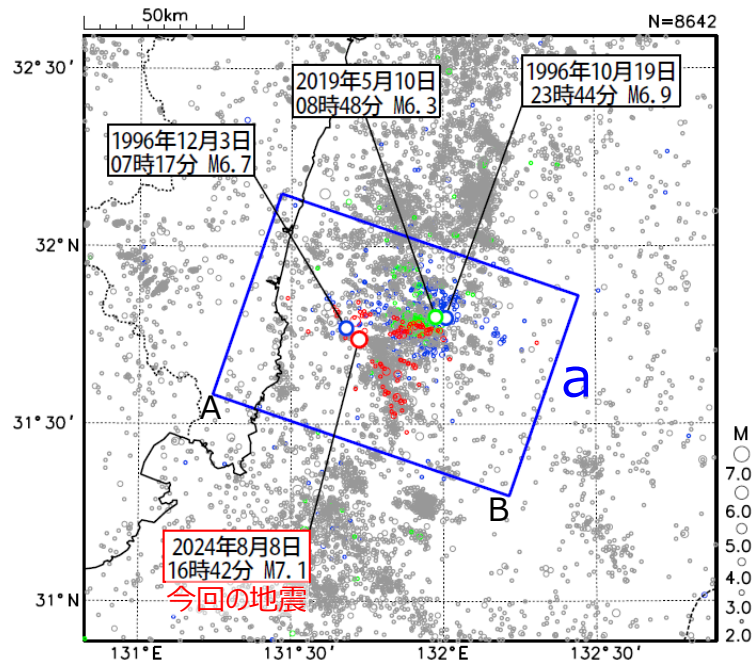 50km
N=8642
32°30′
2019年5月10日
08時48分 M6.3
1996年10月19日
23時44分 M6.9
1996年12月3日
07時17分 M6.7
32°N
a
31°30′
A
B
2024年8月8日
16時42分 M7.1
今回の地震
31°N
M
7.0
6.0
5.0
4.0
3.0
2.0
131°E
131°30′
132°E
132°30′